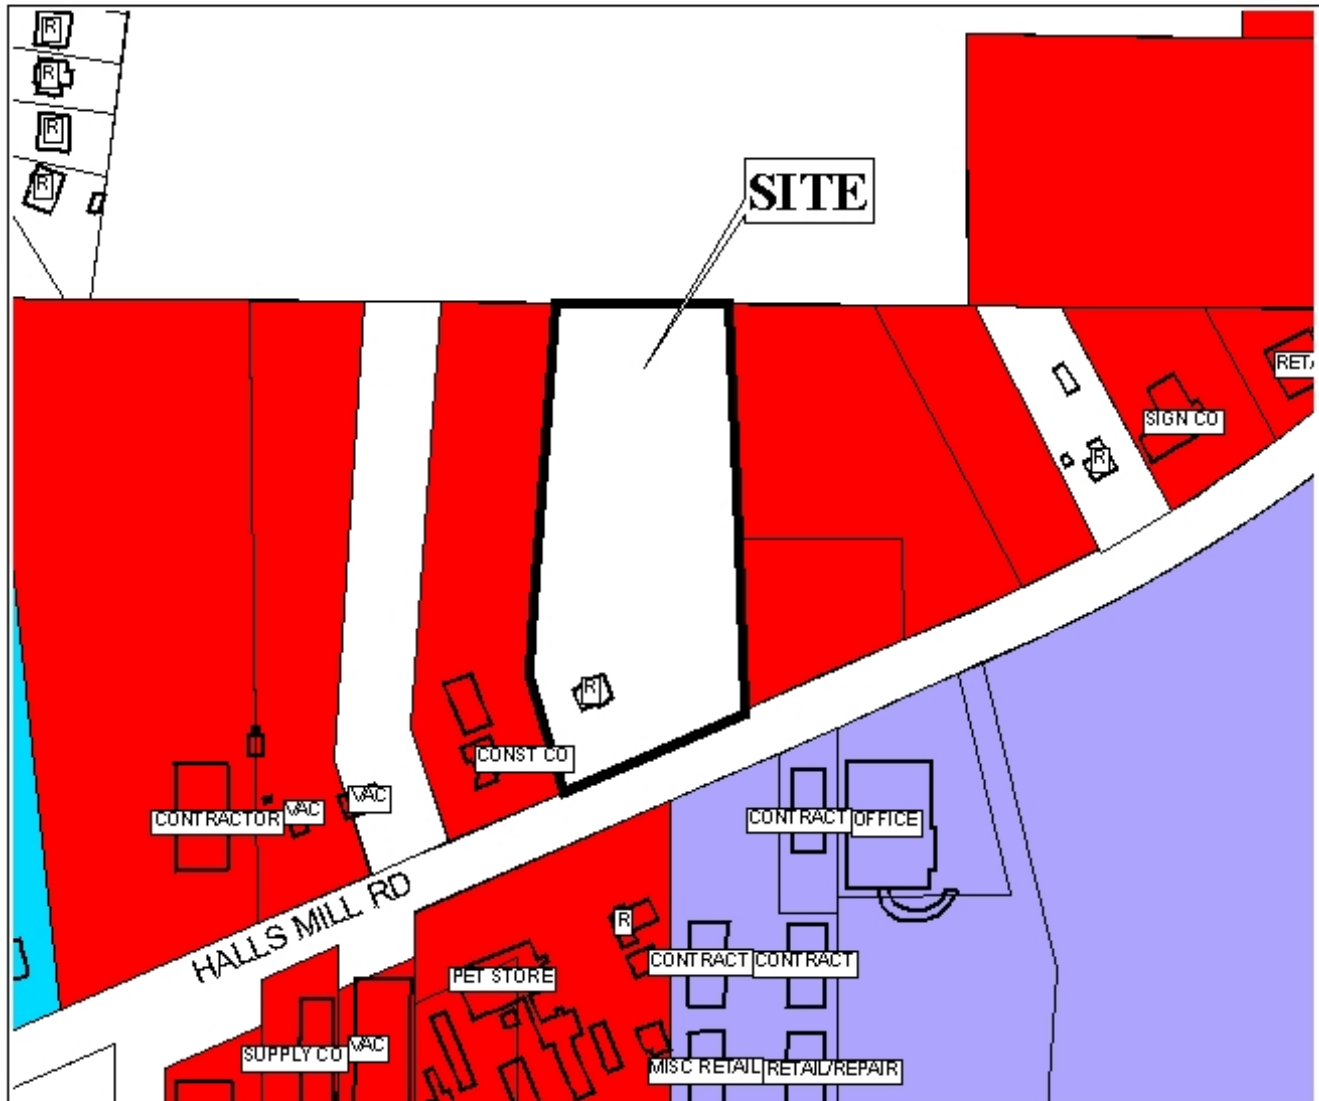 R
R
R
R
SITE
RETA
SIGN CO
R
R
CONST CO
VAC
VAC
CONTRACTOR
CONTRACT
OFFICE
HALLS MILL RD
R
CONTRACT
CONTRACT
PET STORE
SUPPLY CO
VAC
MISC RETAIL
RETAIL/REPAIR